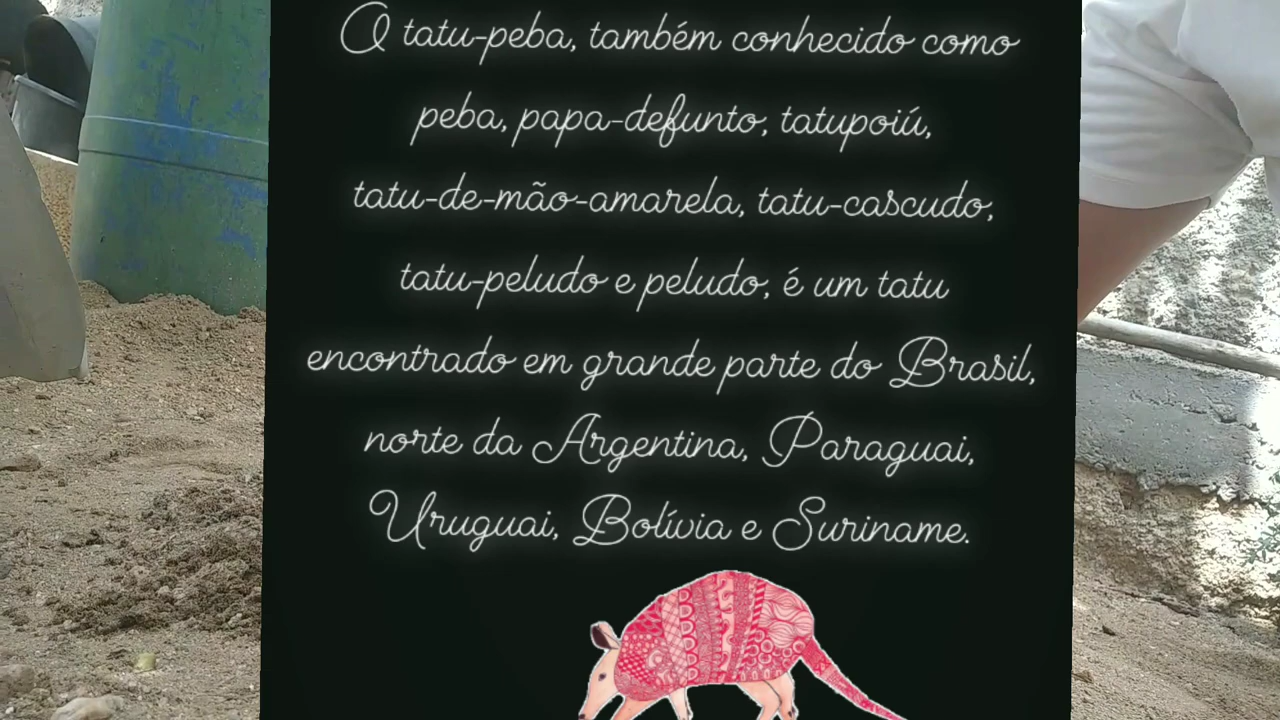 O tatu-peba, também conhecido como
peba, papa-defunto, tatupoiú,
tatu-de-mão-amarela, tatu-cascudo,
tatu-peludo e peludo, é um tatu
encontrado em grande parte do Brasil,
norte da Argentina, Paraguai,
Uruguai, Bolívia e Suriname.